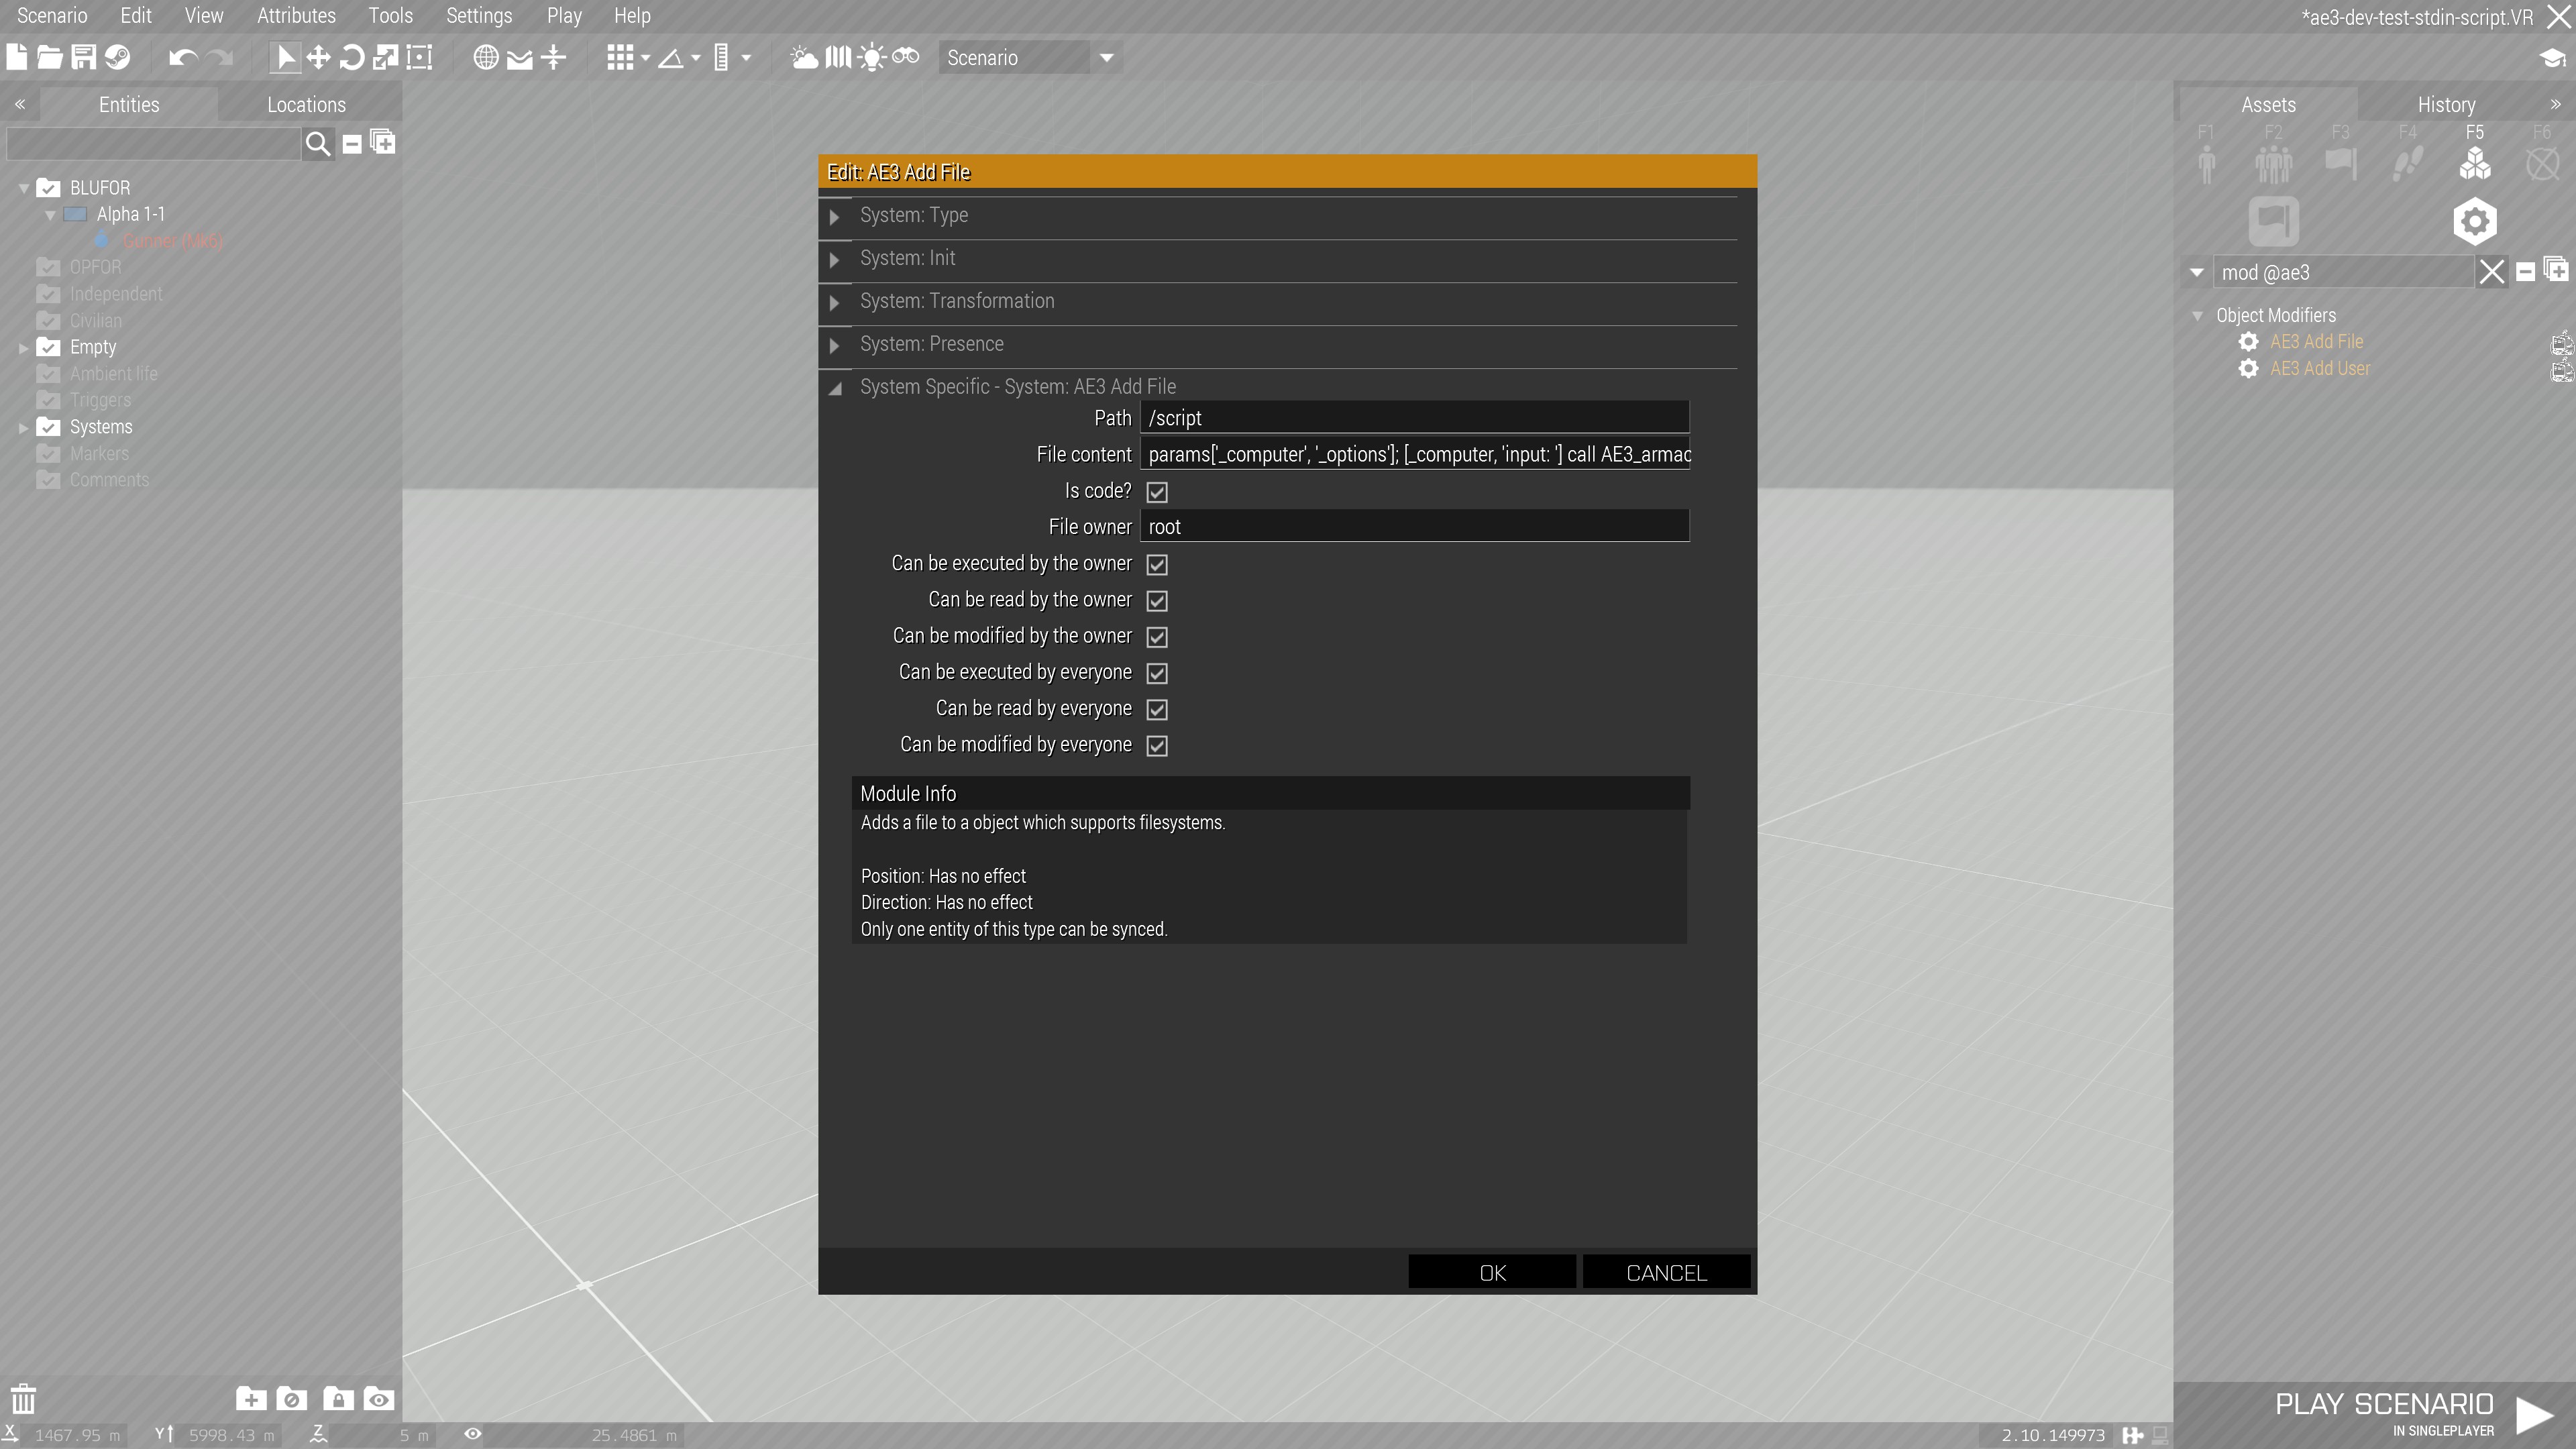 Scenario Edit View Attributes Tools Settings Play Help
*ae3-dev-test-stdin-script.VR
Scenario
Entities Locations
BLUFOR
Alpha 1-1
Gunner (Mk6)
OPFOR
Independent
Civilian
Empty
Ambient life
Triggers
Systems
Markers
Comments
Edit: AE3 Add File
System: Type
System: Init
System: Transformation
System: Presence
System Specific - System: AE3 Add File
Path /script
File content params['_computer', '_options']; [_computer, 'input: '] call AE3_armac
Is code?
File owner root
Can be executed by the owner
Can be read by the owner
Can be modified by the owner
Can be executed by everyone
Can be read by everyone
Can be modified by everyone
Module Info
Adds a file to a object which supports filesystems.
Position: Has no effect
Direction: Has no effect
Only one entity of this type can be synced.
OK CANCEL
Assets History
F1 F2 F3 F4 F5 F6
mod @ae3
Object Modifiers
AE3 Add File
AE3 Add User
PLAY SCENARIO
IN SINGLEPLAYER
X 1467.95 m Y 5998.43 m Z 5 m 25.4861 m
2.10.149973